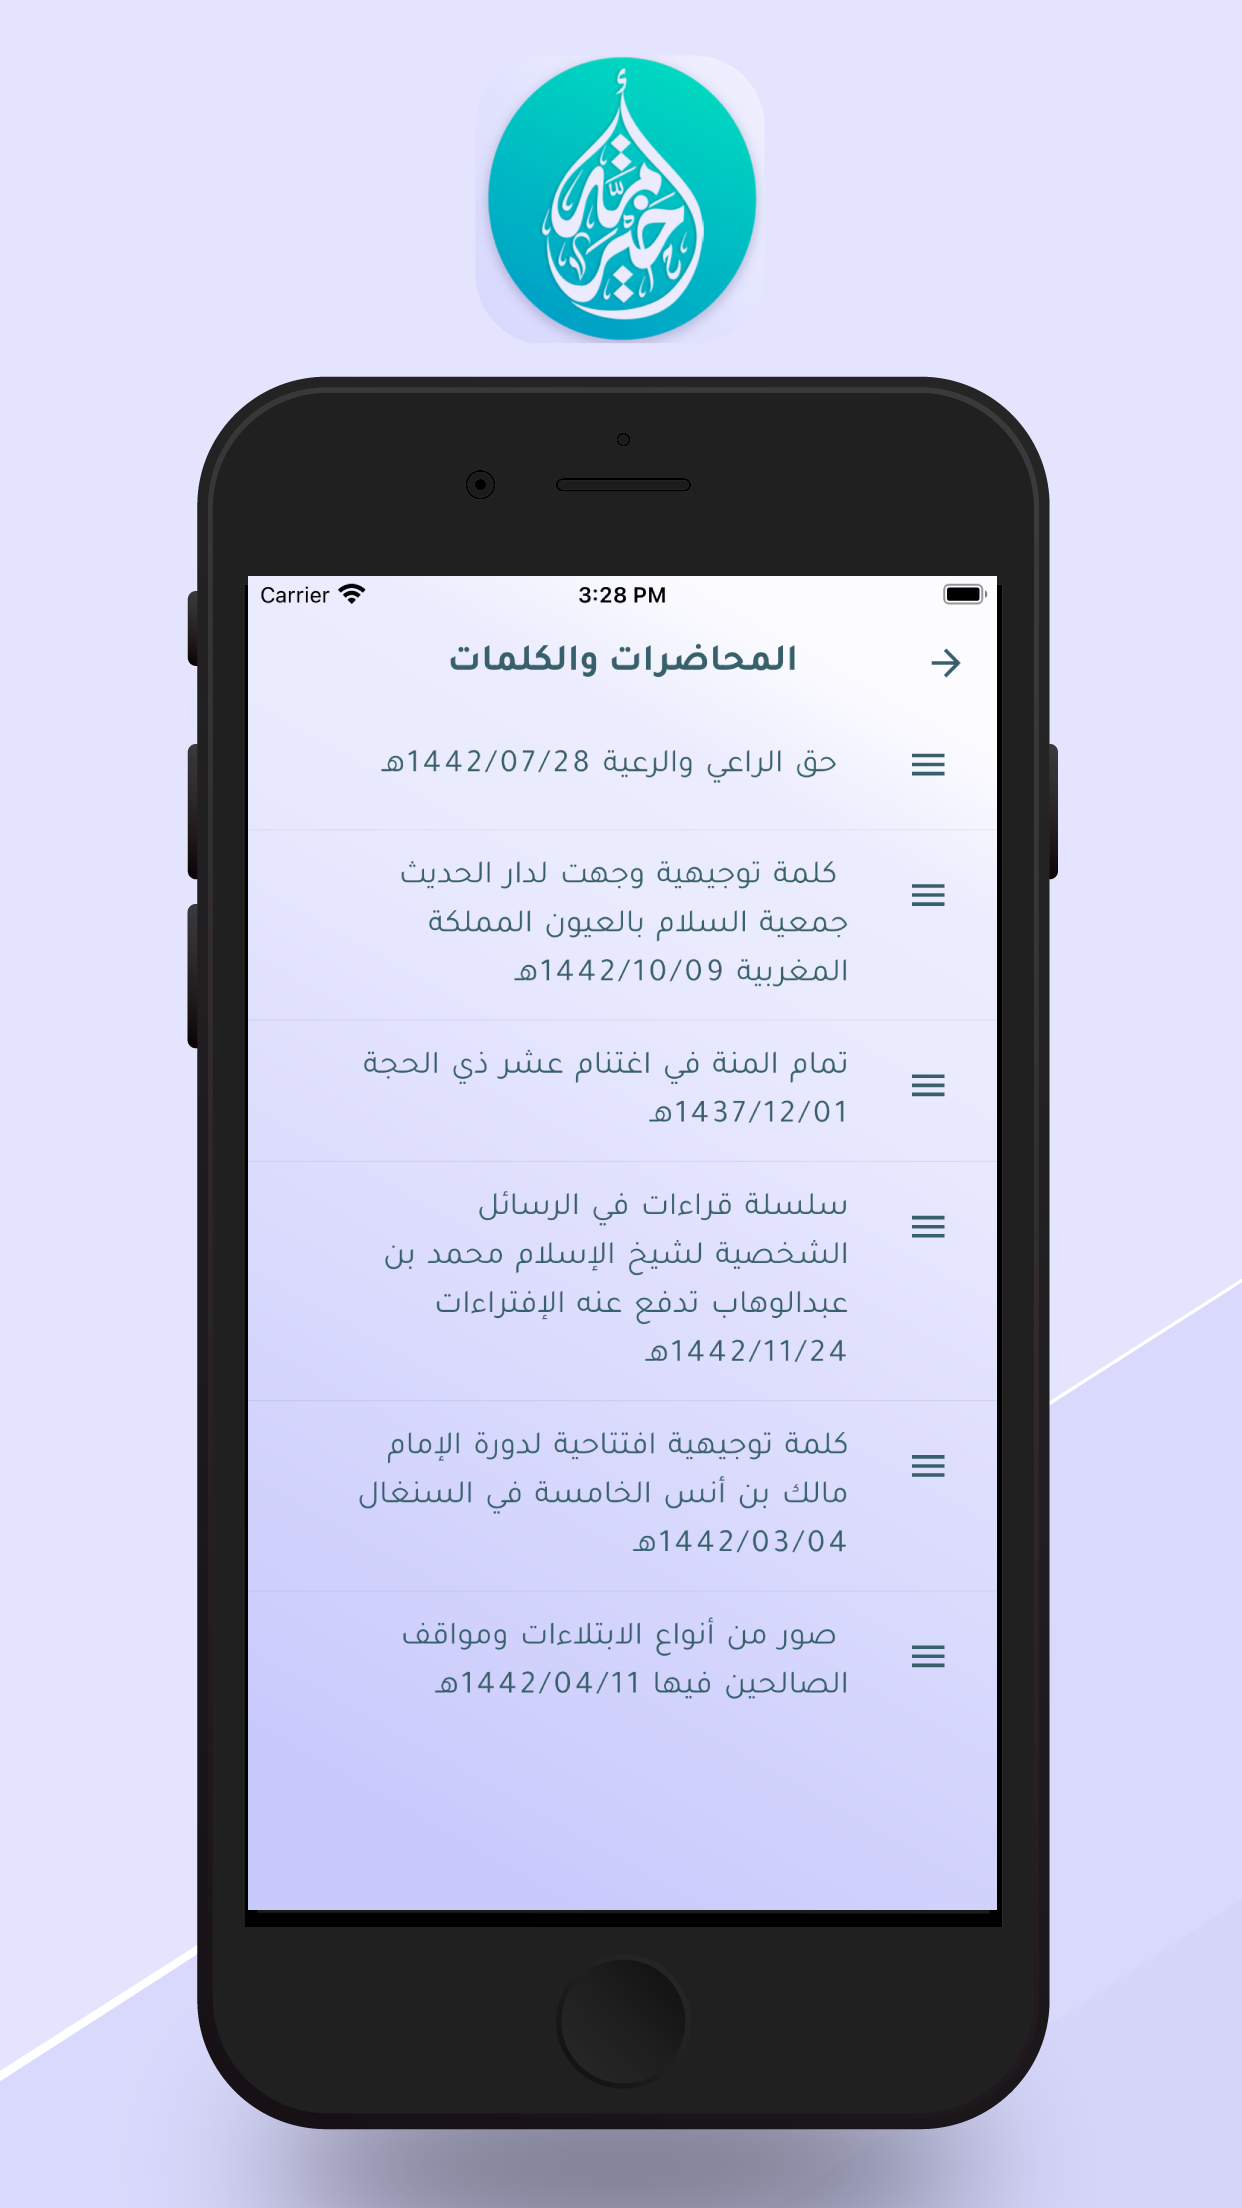 خير أمة
Carrier
3:28 PM
المحاضرات والكلمات
حق الراعي والرعية 1442/07/28هـ
كلمة توجيهية وجهت لدار الحديث
جمعية السلام بالعيون المملكة
المغربية 1442/10/09هـ
تمام المنة في اغتنام عشر ذي الحجة
1437/12/01هـ
سلسلة قراءات في الرسائل
الشخصية لشيخ الإسلام محمد بن
عبدالوهاب تدفع عنه الإفتراءات
1442/11/24هـ
كلمة توجيهية افتتاحية لدورة الإمام
مالك بن أنس الخامسة في السنغال
1442/03/04هـ
صور من أنواع الابتلاءات ومواقف
الصالحين فيها 1442/04/11هـ